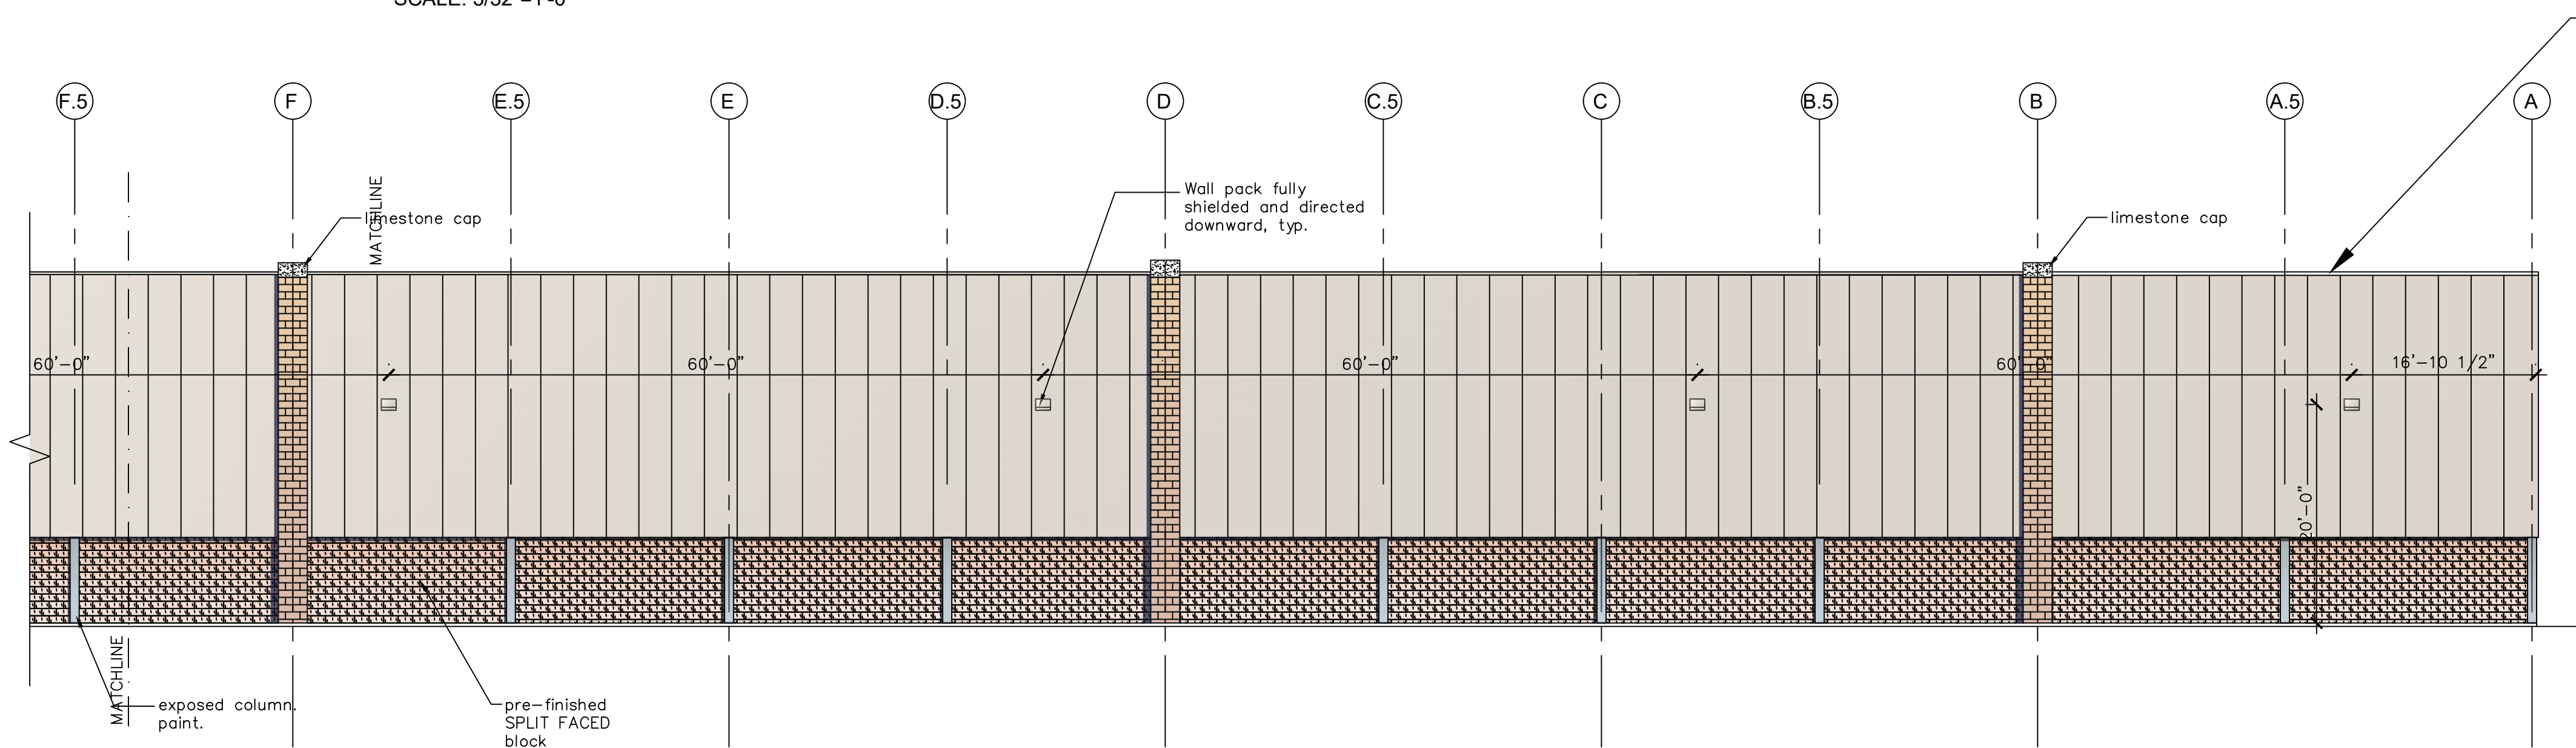 F.5
F
E.5
E
D.5
D
C.5
C
B.5
B
A.5
A
MATCHLINE
limestone cap
Wall pack fully
shielded and directed
downward, typ.
limestone cap
60'-0"
60'-0"
60'-0"
60'-0"
16'-10 1/2"
20'-0"
MATCHLINE
exposed column.
paint.
pre-finished
SPLIT FACED
block